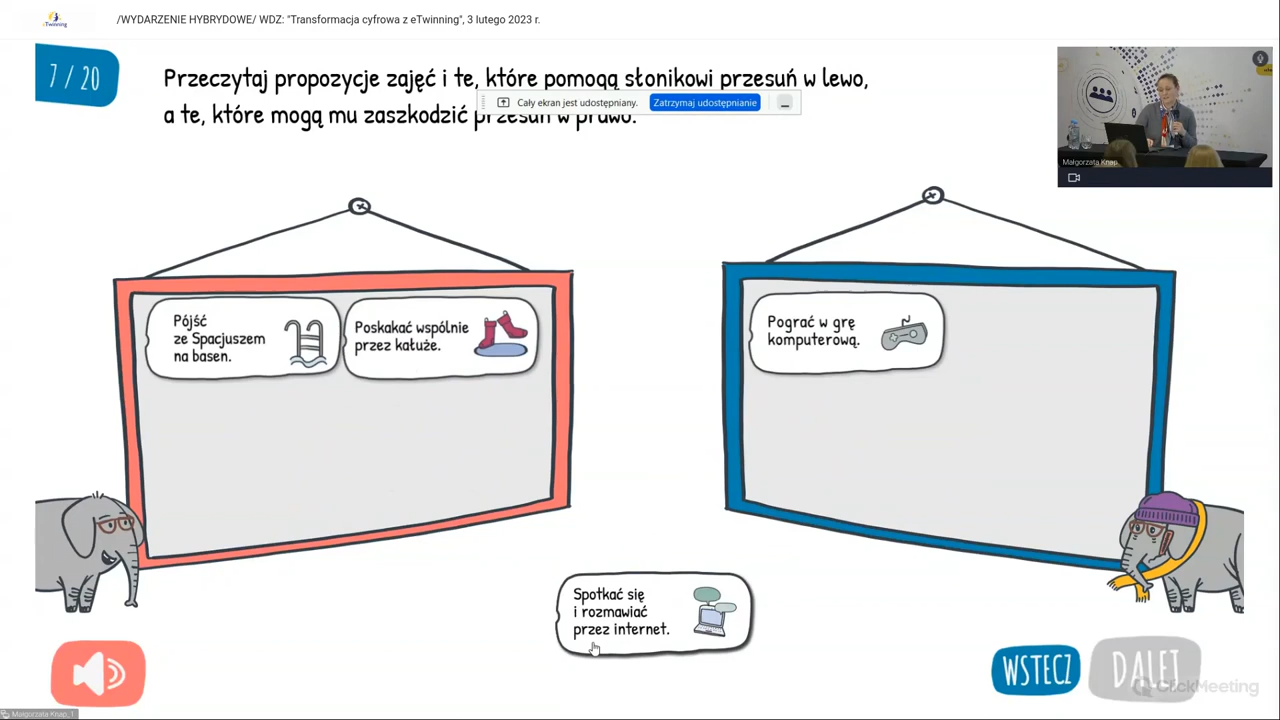 eTwinning
/WYDARZENIE HYBRYDOWE/ WDZ: "Transformacja cyfrowa z eTwinning", 3 lutego 2023 r.
7 / 20
Przeczytaj propozycje zajęć i te, które pomogą słonikowi przesuń w lewo,
a te, które mogą mu zaszkodzić przesuń w prawo.
Cały ekran jest udostępniany.
Zatrzymaj udostępnianie
Małgorzata Knap
Pójść
ze Spacjuszem
na basen.
Poskakać wspólnie
przez kałuże.
Pograć w grę
komputerową.
Spotkać się
i rozmawiać
przez internet.
WSTECZ
DALEJ
ClickMeeting
Małgorzata Knap_1